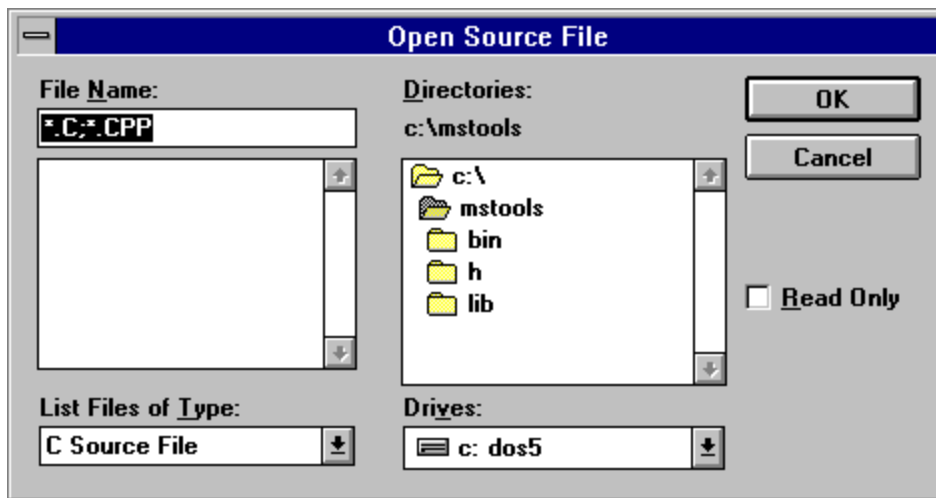 Open Source File
File Name:
*.C;*.CPP
Directories:
c:\mstools
c:\
mstools
bin
h
lib
OK
Cancel
Read Only
List Files of Type:
C Source File
Drives:
c: dos5